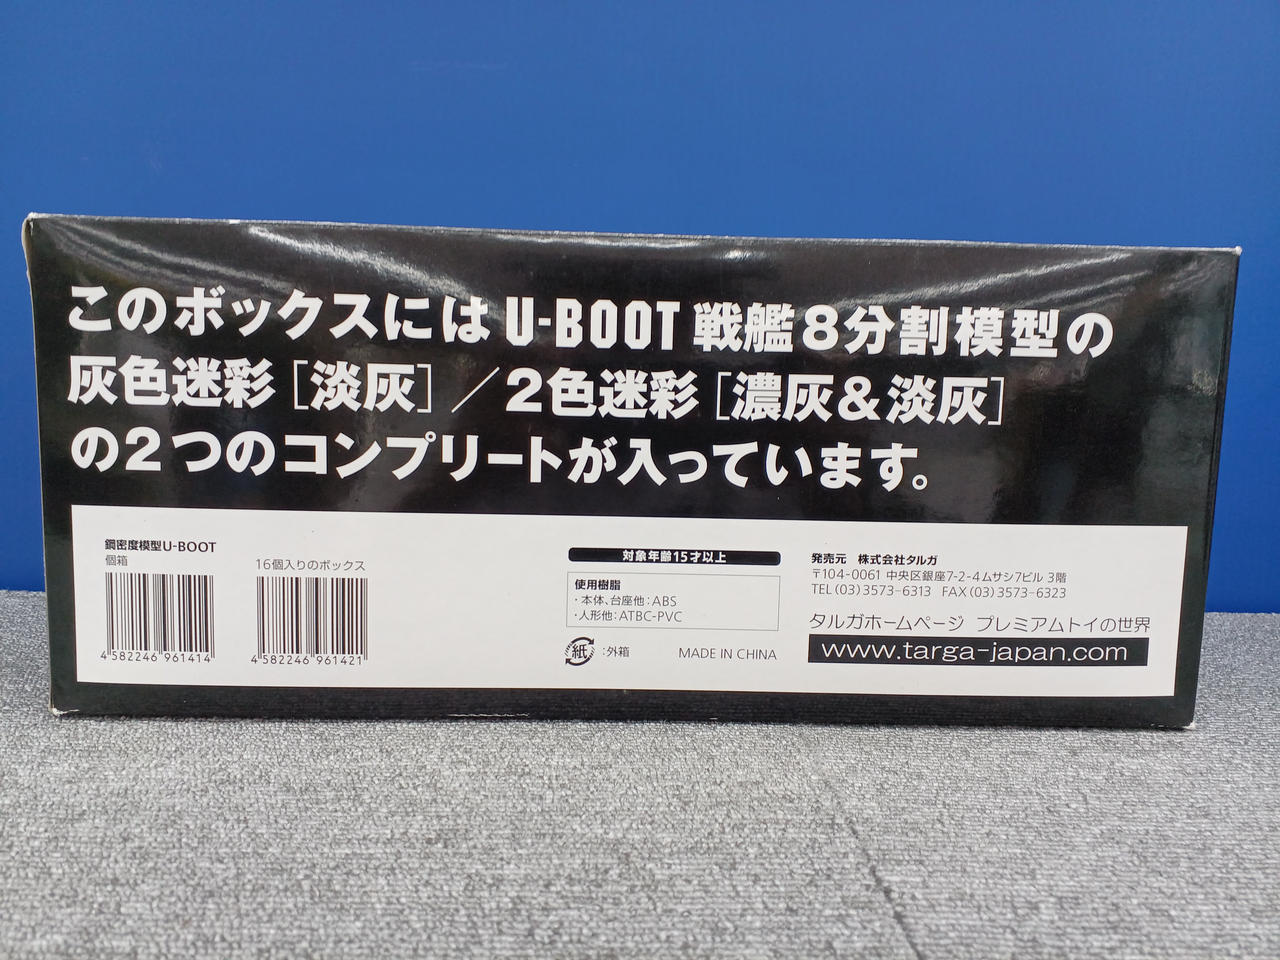 このボックスには U-BOOT 戦艦8分割模型の
灰色迷彩［淡灰］／2色迷彩［濃灰＆淡灰］
の2つのコンプリートが入っています。
鋼密度模型U-BOOT
個箱
4 582246 961414
16個入りのボックス
4 582246 961421
対象年齢15才以上
使用樹脂
・本体、台座他：ABS
・人形他：ATBC-PVC
紙：外箱
MADE IN CHINA
発売元 株式会社タルガ
〒104-0061 中央区銀座7-2-4ムサシ7ビル 3階
TEL(03)3573-6313 FAX(03)3573-6323
タルガホームページ プレミアムトイの世界
www.targa-japan.com